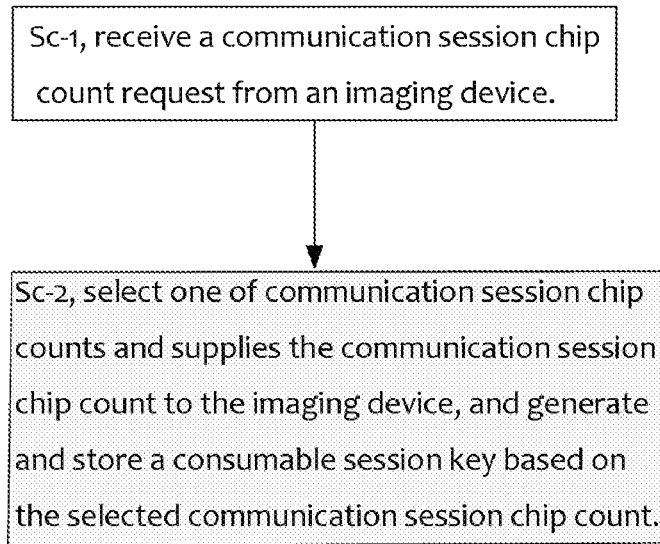 Sc-1, receive a communication session chip
count request from an imaging device.
Sc-2, select one of communication session chip
counts and supplies the communication session
chip count to the imaging device, and generate
and store a consumable session key based on
the selected communication session chip count.